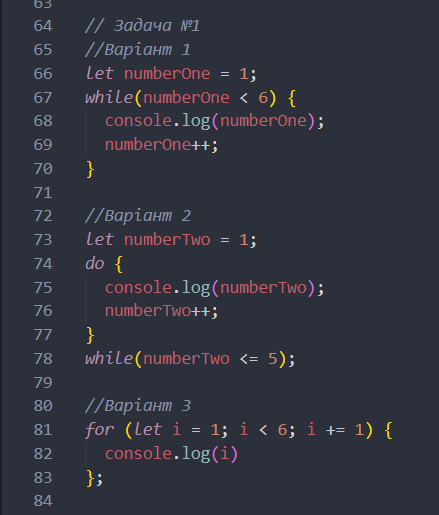 63
64 // Задача №1
65 //Варіант 1
66 let numberOne = 1;
67 while(numberOne < 6) {
68 console.log(numberOne);
69 numberOne++;
70 }
71
72 //Варіант 2
73 let numberTwo = 1;
74 do {
75 console.log(numberTwo);
76 numberTwo++;
77 }
78 while(numberTwo <= 5);
79
80 //Варіант 3
81 for (let i = 1; i < 6; i += 1) {
82 console.log(i)
83 };
84